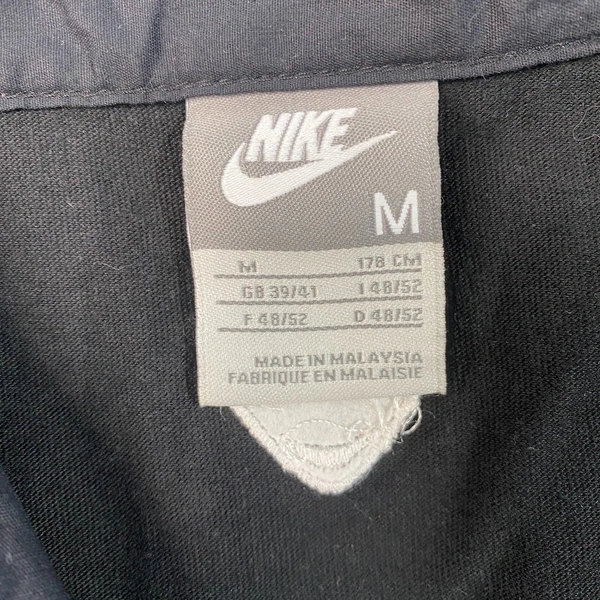 NIKE
M
M 178 CM
GB 39/41 I 48/52
F 48/52 D 48/52
MADE IN MALAYSIA
FABRIQUE EN MALAISIE